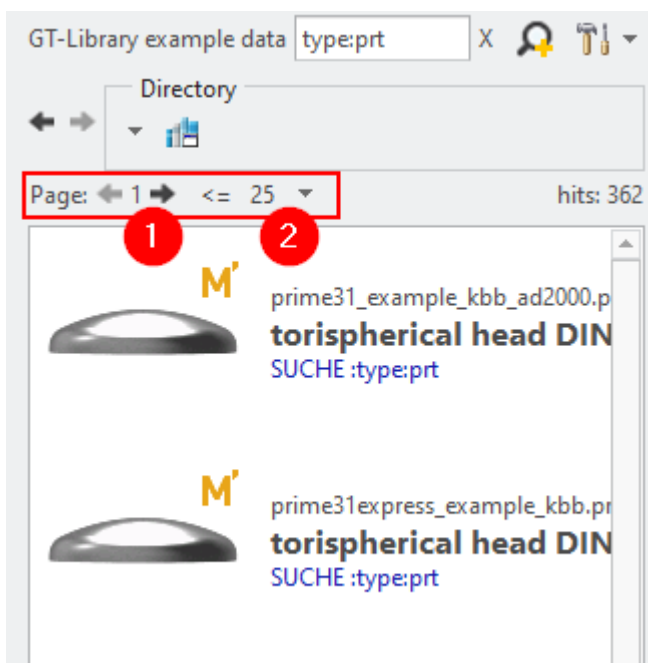 GT-Library example data type:prt X
Directory
Page: 1 <= 25 hits: 362
1 2
M'
prime31_example_kbb_ad2000.p
torispherical head DIN
SUCHE :type:prt
M'
prime31express_example_kbb.pr
torispherical head DIN
SUCHE :type:prt